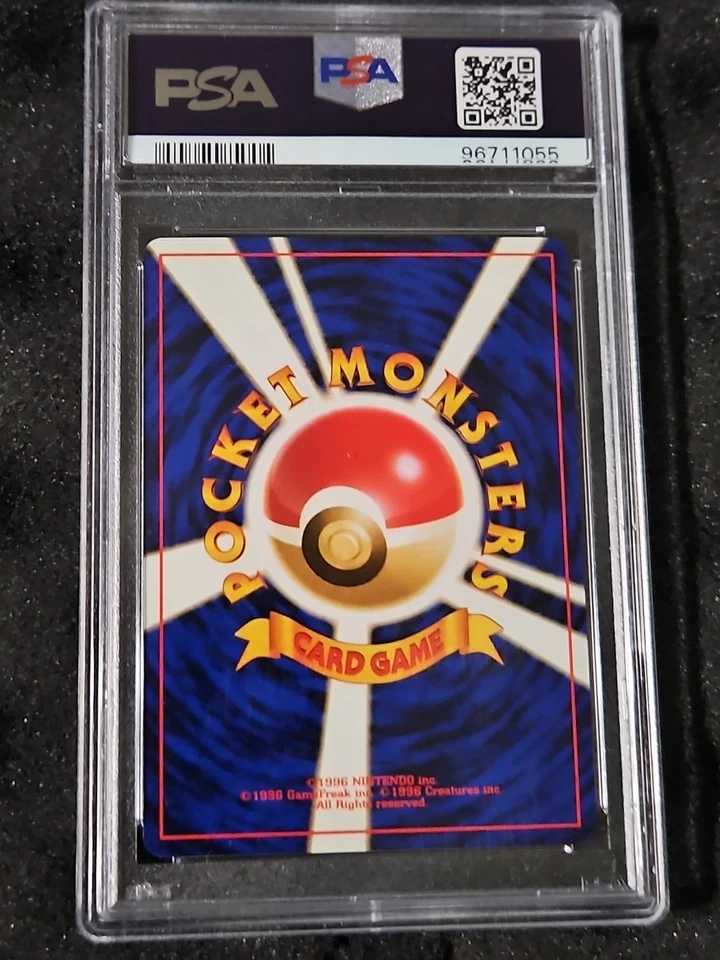 PSA PSA
96711055
POCKET MONSTERS
CARD GAME
©1996 NINTENDO inc.
©1996 GameFreak inc. ©1996 Creatures inc
All Rights reserved